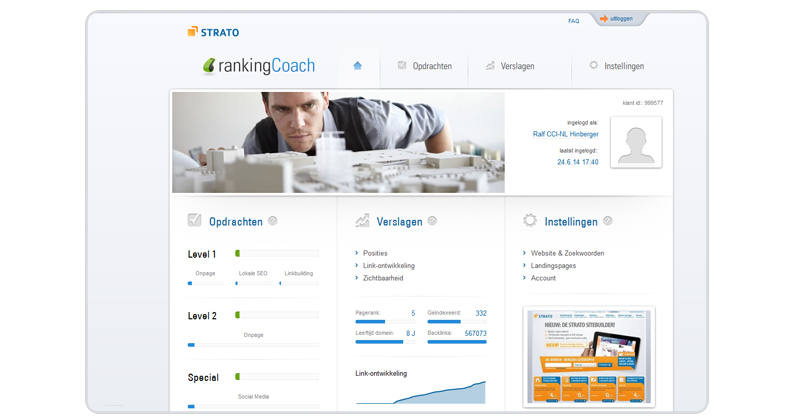 FAQ
uitloggen
STRATO
rankingCoach
Opdrachten
Verslagen
Instellingen
klant id.: 999577
ingelogd als:
Ralf CCI-NL Hinberger
laatst ingelogd:
24.6.14 17:40
Opdrachten
Level 1
Onpage
Lokale SEO
Linkbuilding
Level 2
Onpage
Special
Social Media
Verslagen
Posities
Link-ontwikkeling
Zichtbaarheid
Pagerank: 5
Geïndexeerd: 332
Leeftijd domein: 8 J
Backlinks: 567073
Link-ontwikkeling
Instellingen
Website & Zoekwoorden
Landingspages
Account
STRATO
NIEUW: DE STRATO SITEBUILDER!